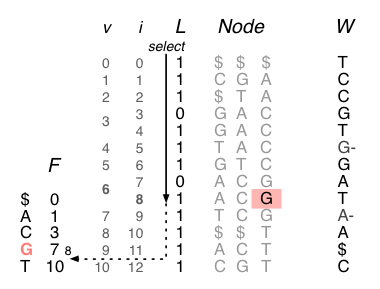 v i L Node W
select
0 0 1 $ $ $ T
1 1 1 C G A C
2 2 1 $ T A C
3 3 0 G A C G
4 1 G A C T
4 5 1 T A C G-
5 6 1 G T C G
F 6 7 0 A C G A
$ 0 8 1 A C G T
A 1 7 9 1 T C G A-
C 3 8 10 1 $ $ T A
G 7 8 9 11 1 A C T $
T 10 10 12 1 C G T C